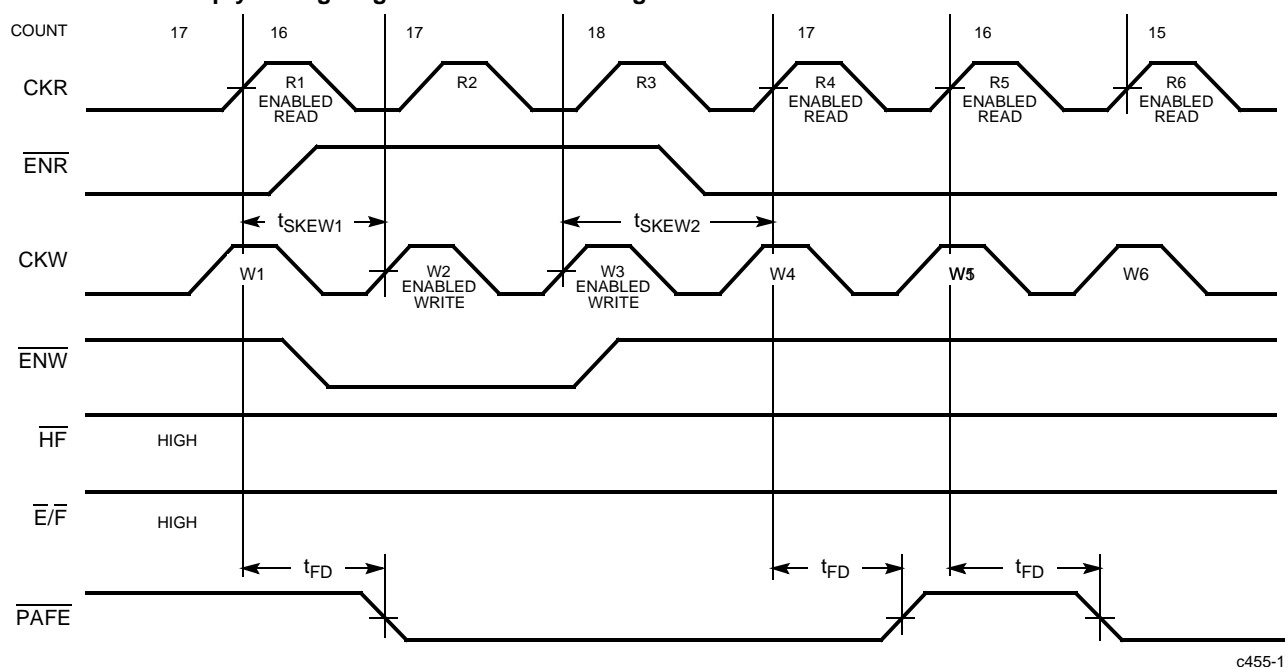 COUNT 17 16 17 18 17 16 15
CKR R1 R2 R3 R4 R5 R6
ENABLED READ ENABLED READ ENABLED READ ENABLED READ
ENR
tSKEW1 tSKEW2
CKW W1 W2 W3 W4 W6
ENABLED WRITE ENABLED WRITE
ENW
HF HIGH
E/F HIGH
tFD tFD tFD
PAFE
c455-1